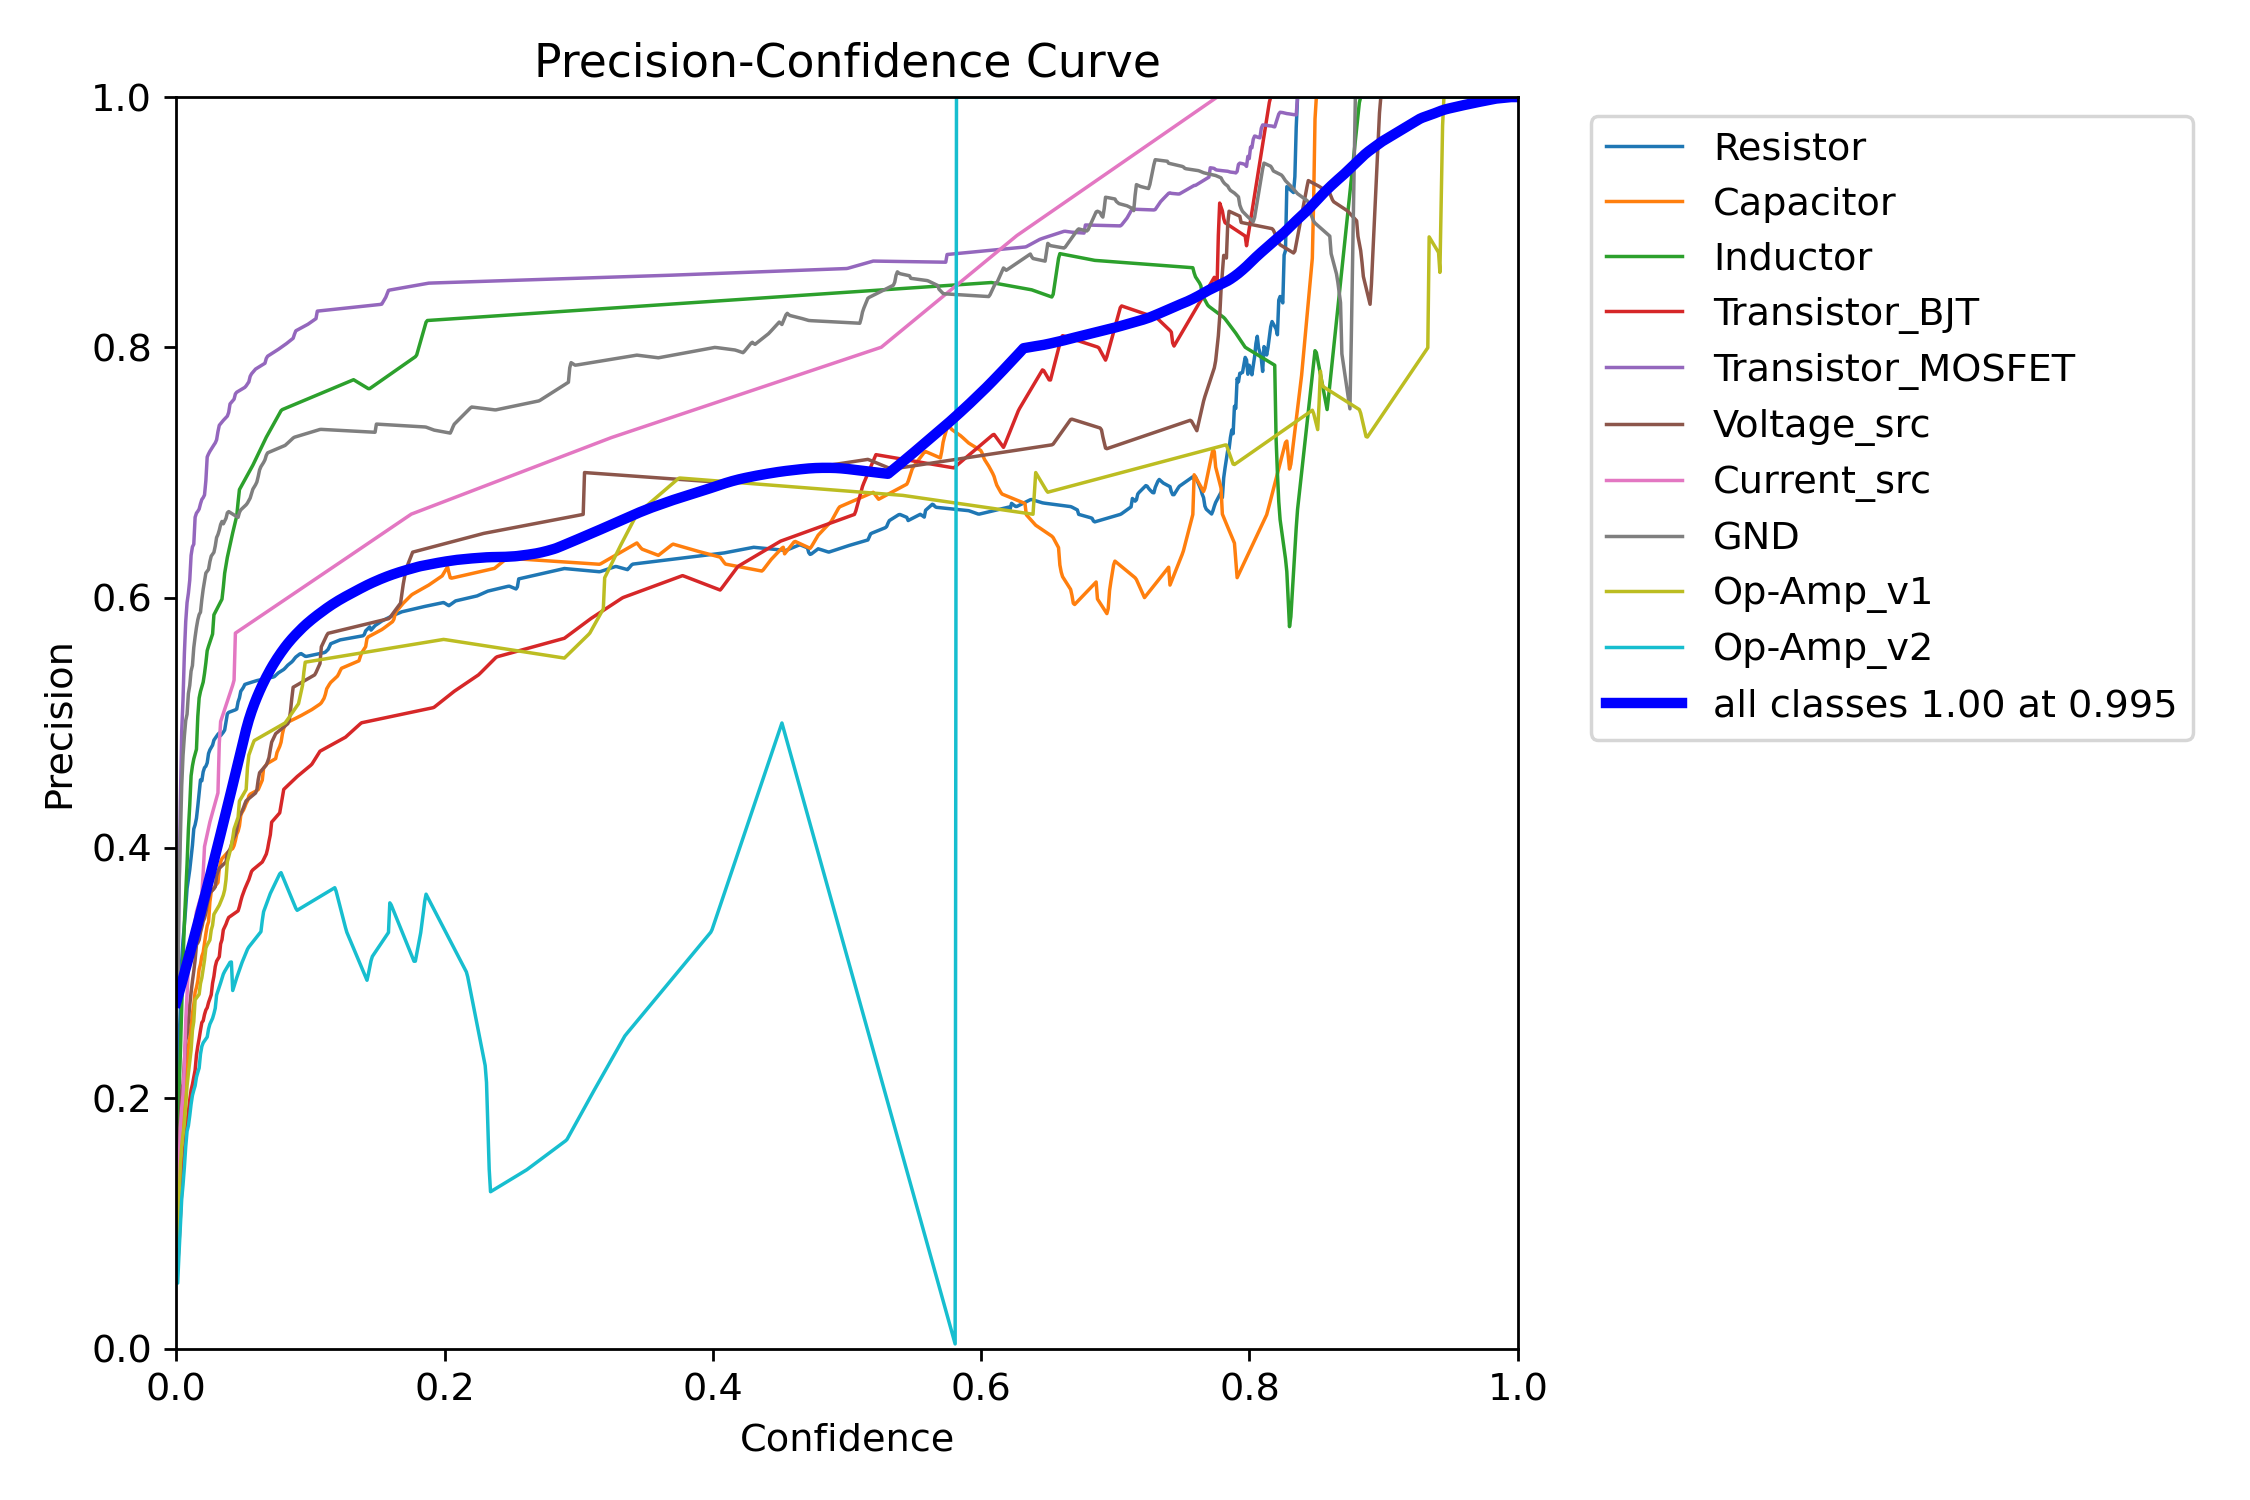 Precision-Confidence Curve
1.0
0.8
0.6
0.4
0.2
0.0
Precision
0.0 0.2 0.4 0.6 0.8 1.0
Confidence
Resistor
Capacitor
Inductor
Transistor_BJT
Transistor_MOSFET
Voltage_src
Current_src
GND
Op-Amp_v1
Op-Amp_v2
all classes 1.00 at 0.995